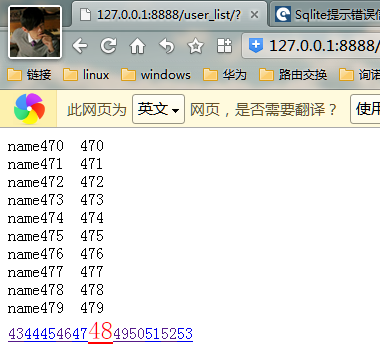 127.0.0.1:8888/user_list/?
Sqlite提示错误信
127.0.0.1:8888/
链接 linux windows 华为 路由交换 词语
此网页为 英文 网页，是否需要翻译？ 使用
name470 470
name471 471
name472 472
name473 473
name474 474
name475 475
name476 476
name477 477
name478 478
name479 479
4344454647484950515253